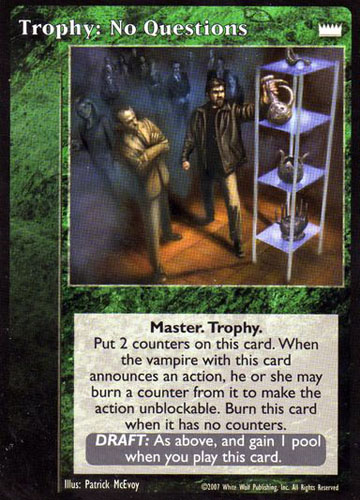 Trophy: No Questions
Master. Trophy.
Put 2 counters on this card. When
the vampire with this card
announces an action, he or she may
burn a counter from it to make the
action unblockable. Burn this card
when it has no counters.
DRAFT: As above, and gain 1 pool
when you play this card.
Illus: Patrick McEvoy
©2007 White Wolf Publishing, Inc. All Rights Reserved